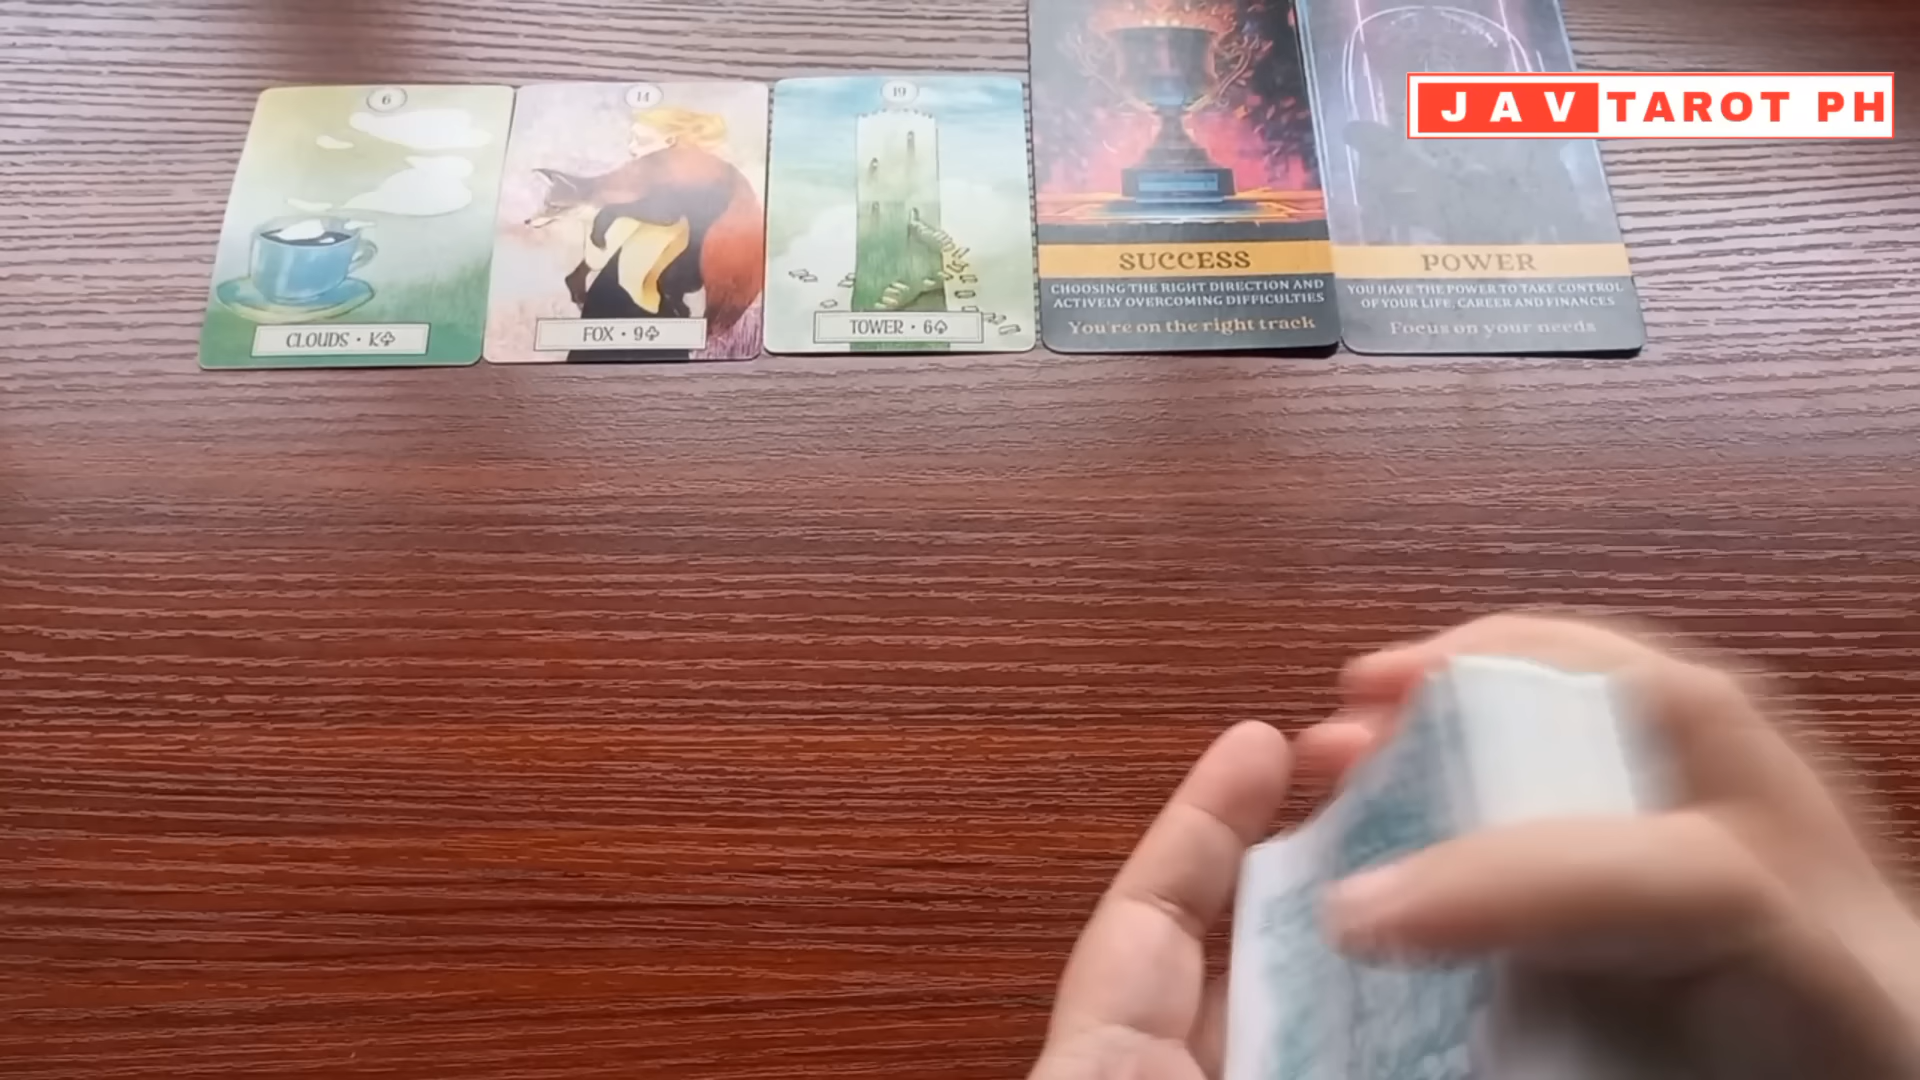 6
14
19
JAV TAROT PH
CLOUDS · K♣
FOX · 9♣
TOWER · 6♠
SUCCESS
CHOOSING THE RIGHT DIRECTION AND
ACTIVELY OVERCOMING DIFFICULTIES
You're on the right track
POWER
YOU HAVE THE POWER TO TAKE CONTROL
OF YOUR LIFE, CAREER AND FINANCES
Focus on your needs